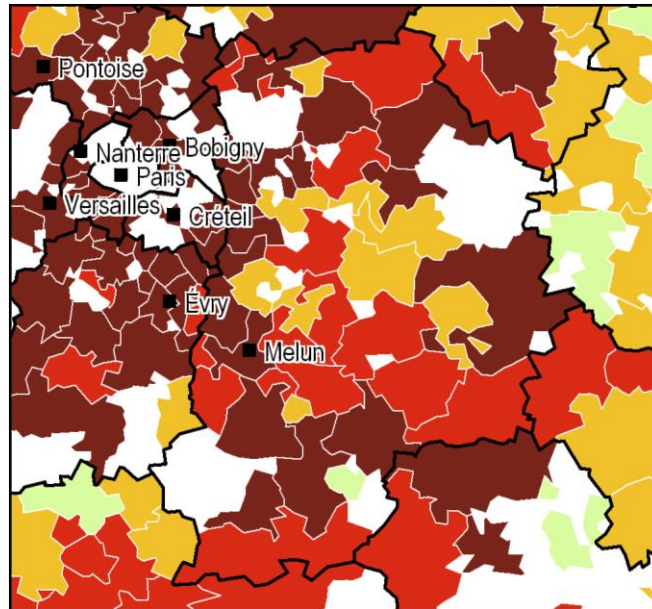 Pontoise
Nanterre
Bobigny
Paris
Versailles
Créteil
Évry
Melun